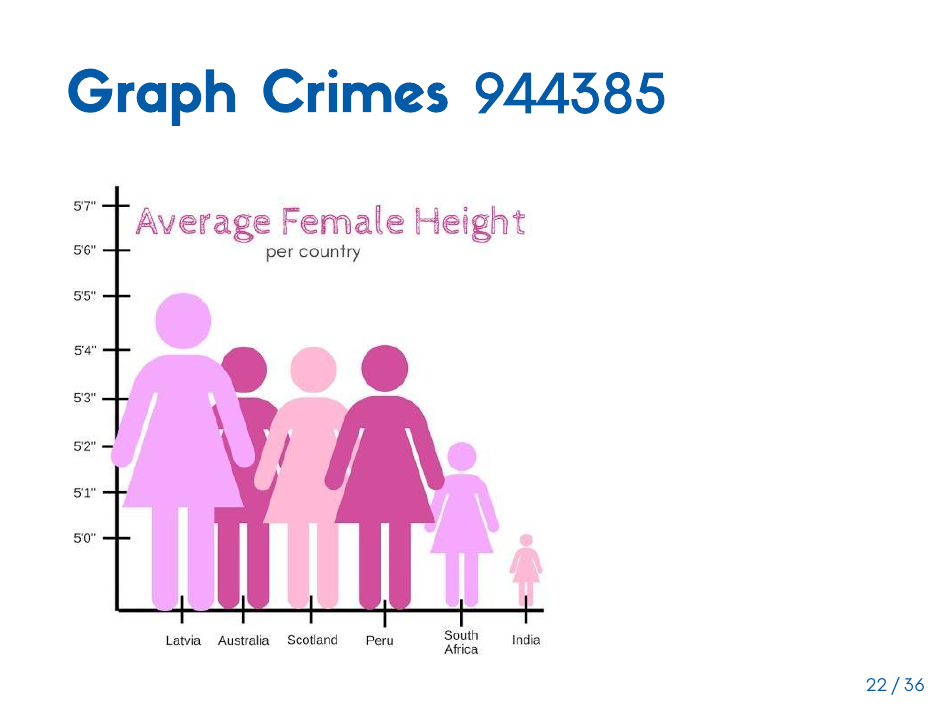 Graph Crimes 944385
Average Female Height
per country
5'7"
5'6"
5'5"
5'4"
5'3"
5'2"
5'1"
5'0"
Latvia Australia Scotland Peru South Africa India
22 / 36